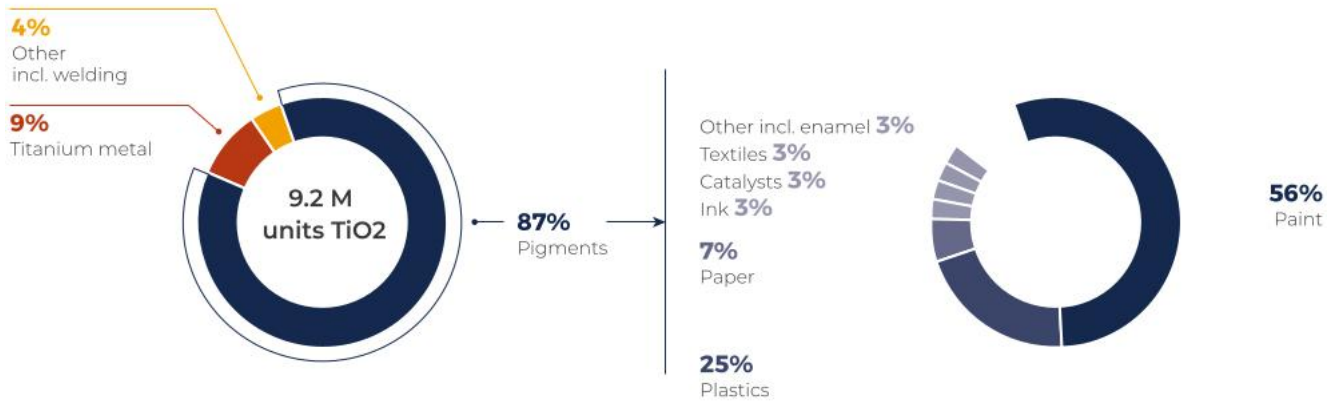 4%
Other
incl. welding
9%
Titanium metal
9.2 M
units TiO2
87%
Pigments
Other incl. enamel 3%
Textiles 3%
Catalysts 3%
Ink 3%
7%
Paper
25%
Plastics
56%
Paint